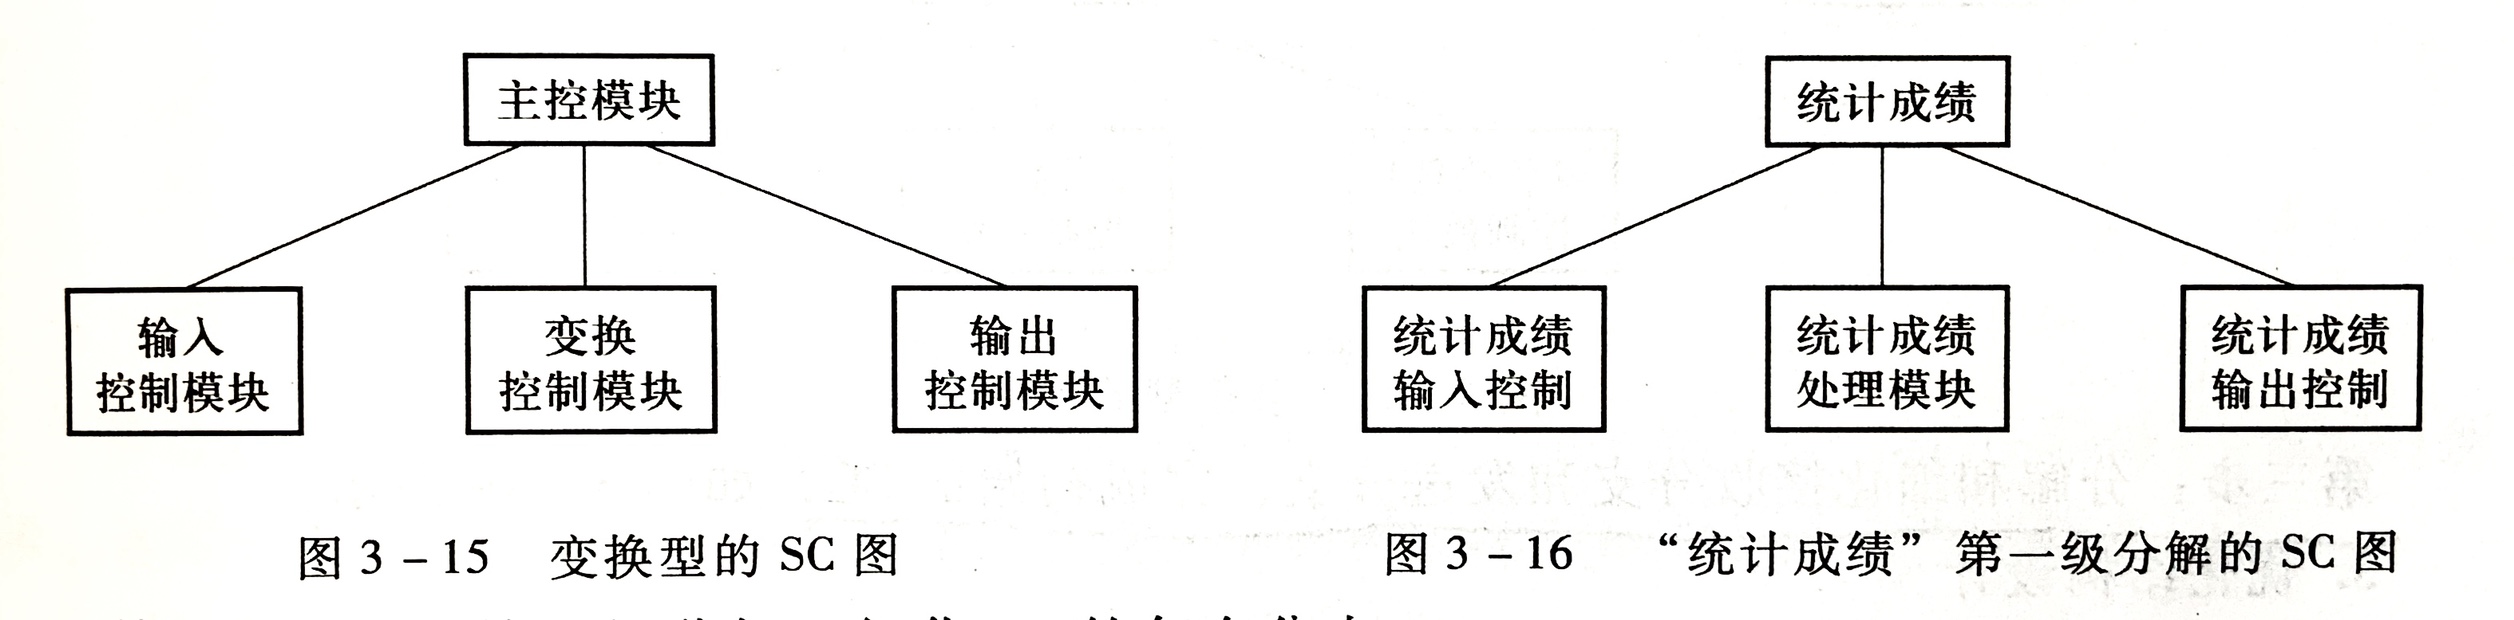 主控模块
输入
控制模块
变换
控制模块
输出
控制模块
图 3-15 变换型的 SC 图
统计成绩
统计成绩
输入控制
统计成绩
处理模块
统计成绩
输出控制
图 3-16 “统计成绩”第一级分解的 SC 图